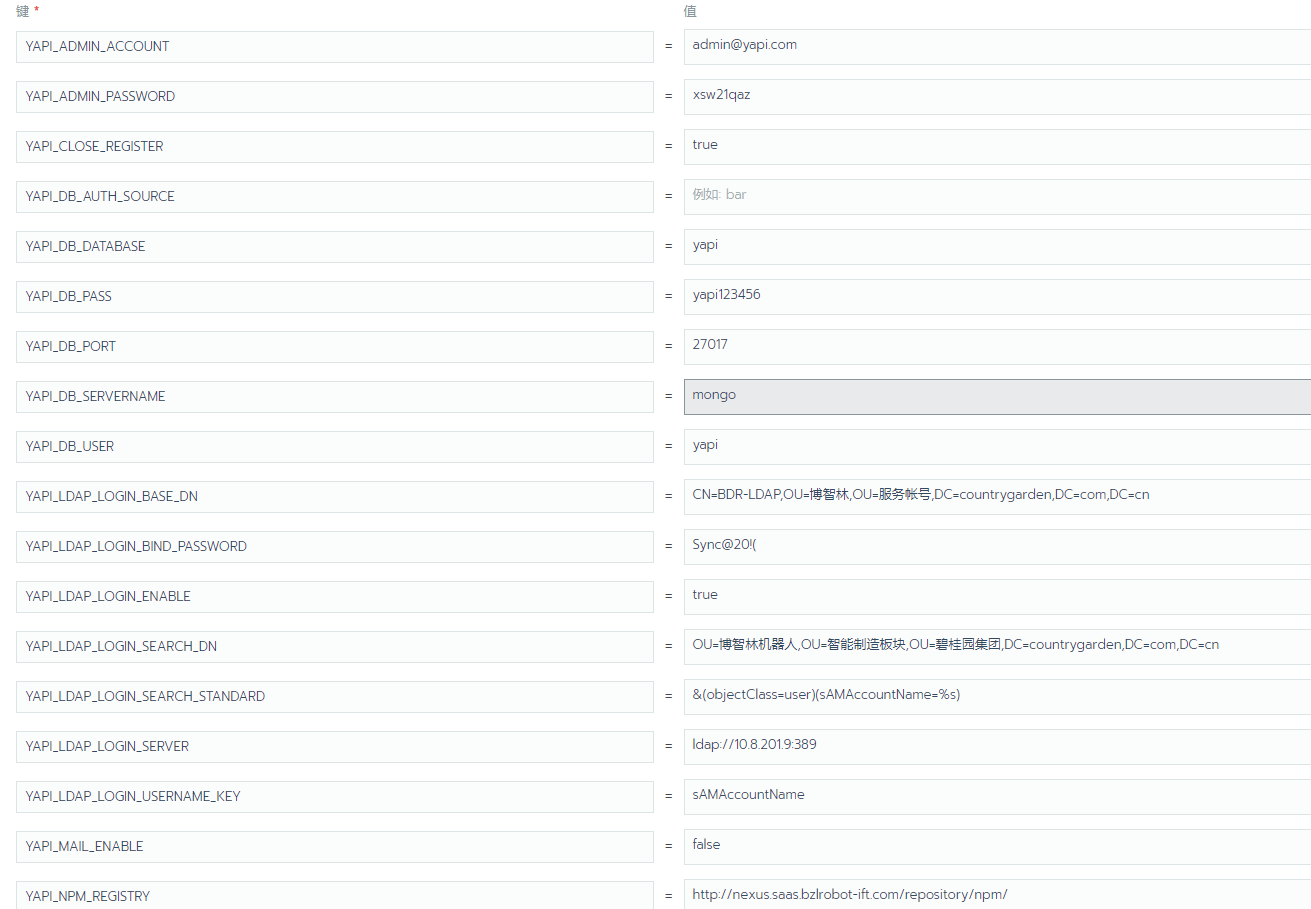 键 * 值
YAPI_ADMIN_ACCOUNT = admin@yapi.com
YAPI_ADMIN_PASSWORD = xsw21qaz
YAPI_CLOSE_REGISTER = true
YAPI_DB_AUTH_SOURCE = 例如: bar
YAPI_DB_DATABASE = yapi
YAPI_DB_PASS = yapi123456
YAPI_DB_PORT = 27017
YAPI_DB_SERVERNAME = mongo
YAPI_DB_USER = yapi
YAPI_LDAP_LOGIN_BASE_DN = CN=BDR-LDAP,OU=博智林,OU=服务帐号,DC=countrygarden,DC=com,DC=cn
YAPI_LDAP_LOGIN_BIND_PASSWORD = Sync@20!(
YAPI_LDAP_LOGIN_ENABLE = true
YAPI_LDAP_LOGIN_SEARCH_DN = OU=博智林机器人,OU=智能制造板块,OU=碧桂园集团,DC=countrygarden,DC=com,DC=cn
YAPI_LDAP_LOGIN_SEARCH_STANDARD = &(objectClass=user)(sAMAccountName=%s)
YAPI_LDAP_LOGIN_SERVER = ldap://10.8.201.9:389
YAPI_LDAP_LOGIN_USERNAME_KEY = sAMAccountName
YAPI_MAIL_ENABLE = false
YAPI_NPM_REGISTRY = http://nexus.saas.bzlrobot-ift.com/repository/npm/